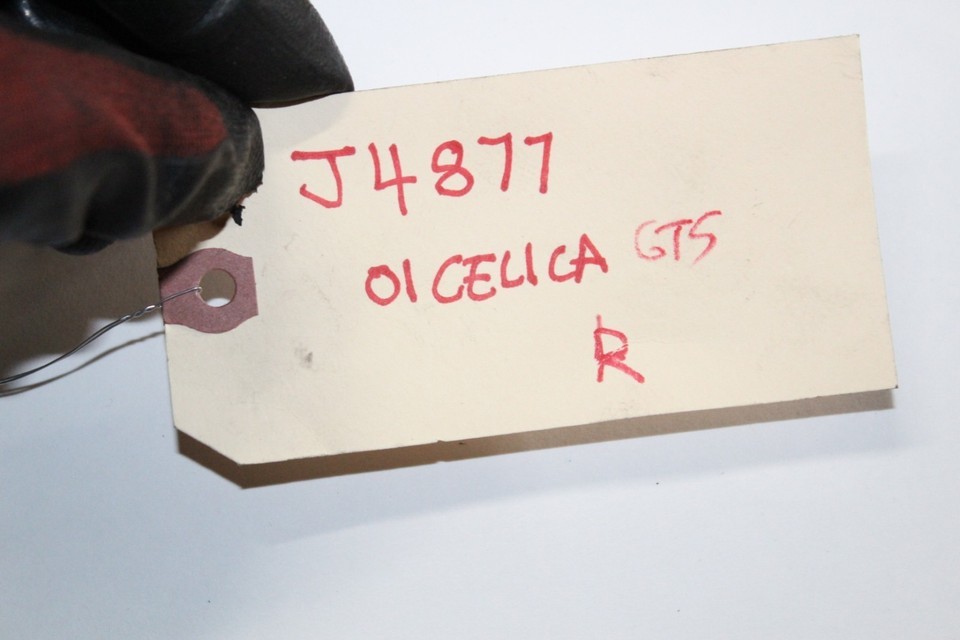 J4877
01 CELICA GTS
R